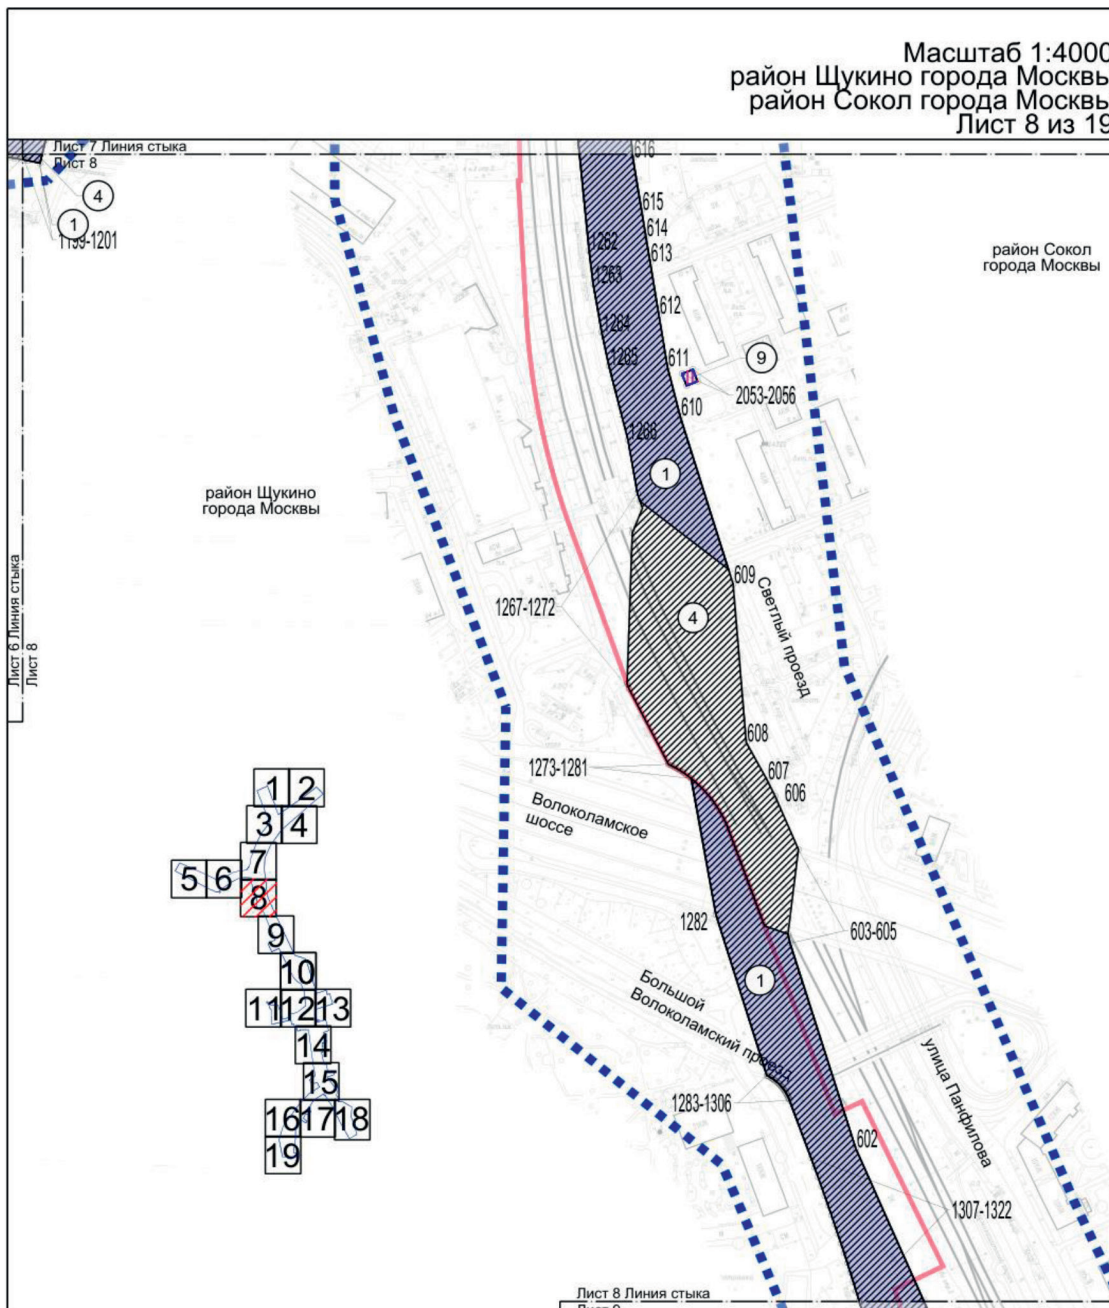 Масштаб 1:4000
район Щукино города Москвы
район Сокол города Москвы
Лист 8 из 19
Лист 7 Линия стыка
Лист 8
616
4
1
1199-1201
615
614
613
612
611
610
1262
1263
1264
1265
1266
район Сокол
города Москвы
9
2053-2056
1
район Щукино
города Москвы
Лист 6 Линия стыка
Лист 8
609
1267-1272
4
Светлый проезд
608
607
606
1273-1281
Волоколамское
шоссе
1282
603-605
1
Большой
Волоколамский проезд
улица Панфилова
1283-1306
602
1307-1322
1 2
3 4
7
5 6
8
9
10
11 12 13
14
15
16 17 18
19
Лист 8 Линия стыка